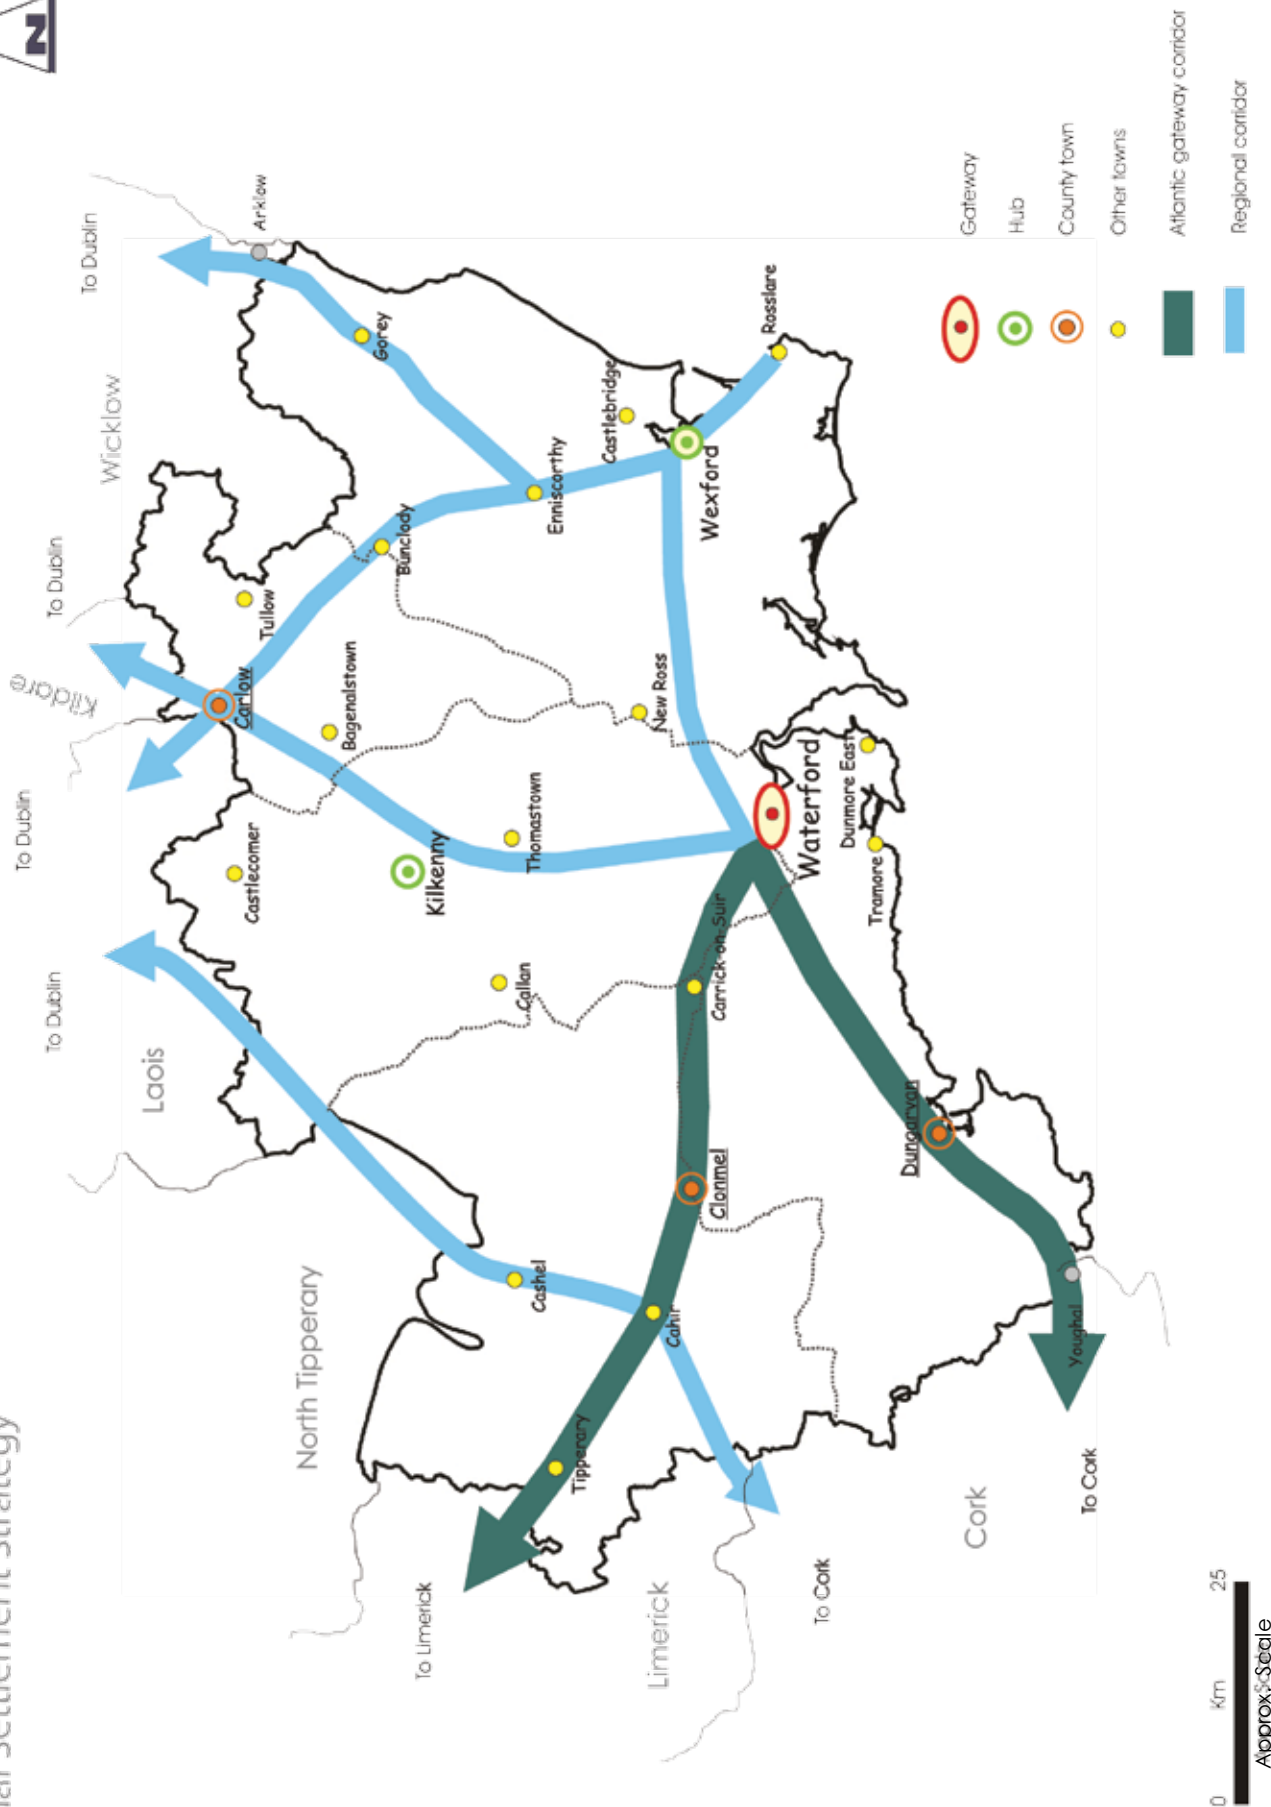 Settlement Strategy
N
To Dublin
To Dublin
To Dublin
To Dublin
Kildare
Wicklow
Laois
North Tipperary
Limerick
Cork
Arklow
Gorey
Tullow
Carlow
Bunclody
Bagenalstown
Castlecomer
Kilkenny
Thomastown
Callan
Enniscorthy
Castlebridge
Wexford
Rosslare
New Ross
Waterford
Dunmore East
Tramore
Carrick-on-Suir
Clonmel
Dungarvan
Cashel
Cahir
Tipperary
Youghal
To Limerick
To Cork
To Cork
Gateway
Hub
County town
Other towns
Atlantic gateway corridor
Regional corridor
0 Km 25
Approx. Scale